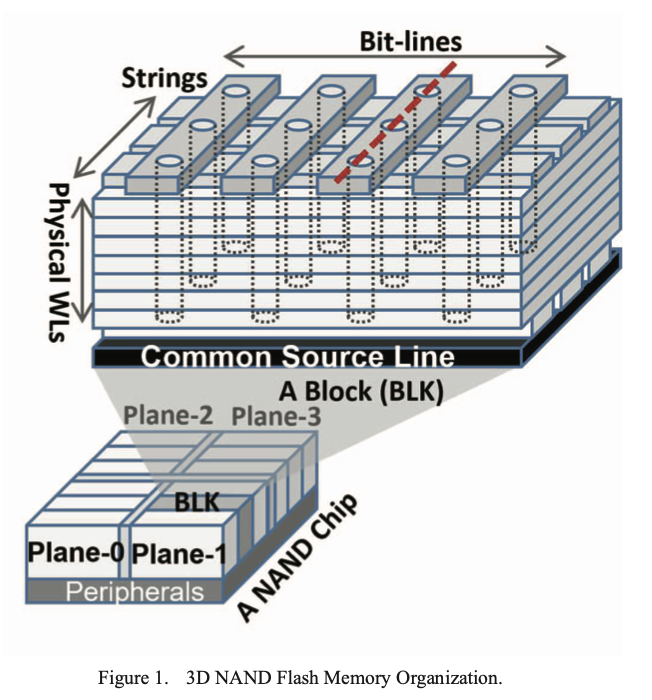 Bit-lines
Strings
Physical WLs
Common Source Line
A Block (BLK)
Plane-2 Plane-3
BLK
Plane-0 Plane-1
Peripherals
A NAND Chip
Figure 1. 3D NAND Flash Memory Organization.